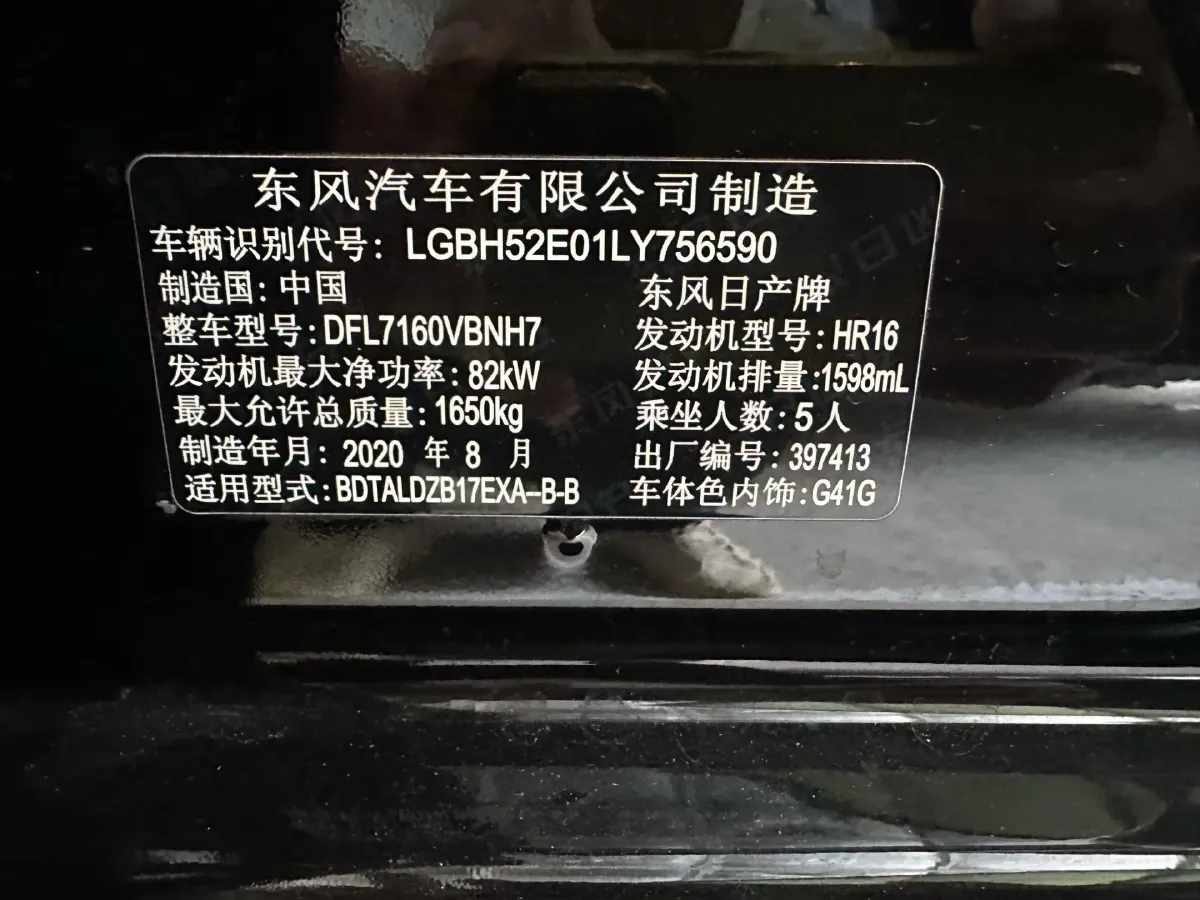 东风汽车有限公司制造
车辆识别代号: LGBH52E01LY756590
制造国: 中国 东风日产牌
整车型号: DFL7160VBNH7 发动机型号: HR16
发动机最大净功率: 82kW 发动机排量: 1598mL
最大允许总质量: 1650kg 乘坐人数: 5人
制造年月: 2020 年 8 月 出厂编号: 397413
适用型式: BDTALDZB17EXA--B-B 车体色内饰: G41G